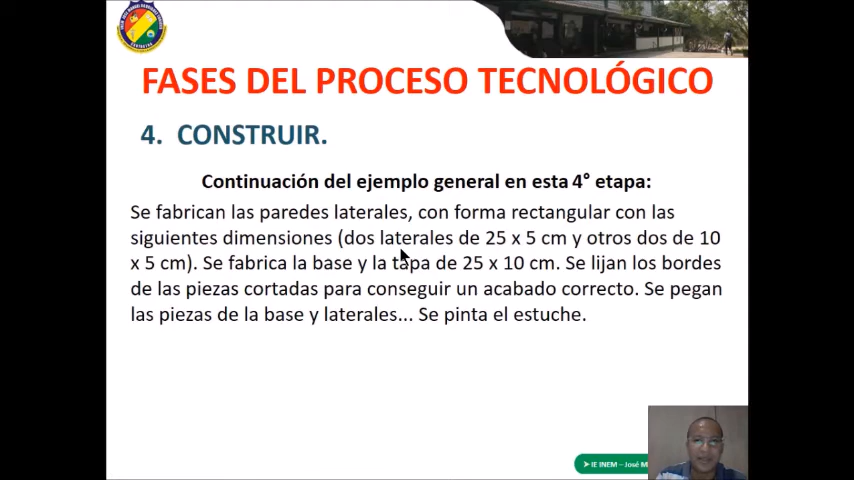 FASES DEL PROCESO TECNOLÓGICO
4. CONSTRUIR.
Continuación del ejemplo general en esta 4° etapa:
Se fabrican las paredes laterales, con forma rectangular con las
siguientes dimensiones (dos laterales de 25 x 5 cm y otros dos de 10
x 5 cm). Se fabrica la base y la tapa de 25 x 10 cm. Se lijan los bordes
de las piezas cortadas para conseguir un acabado correcto. Se pegan
las piezas de la base y laterales... Se pinta el estuche.
➤ IE INEM – José M